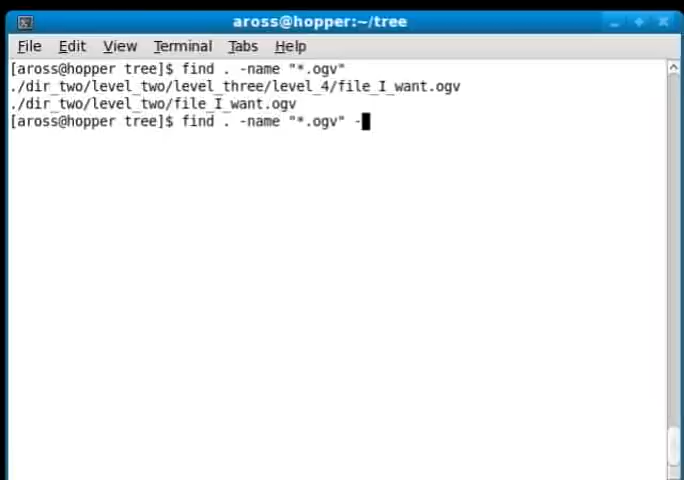 aross@hopper:~/tree
File Edit View Terminal Tabs Help
[aross@hopper tree]$ find . -name "*.ogv"
./dir_two/level_two/level_three/level_4/file_I_want.ogv
./dir_two/level_two/file_I_want.ogv
[aross@hopper tree]$ find . -name "*.ogv" -